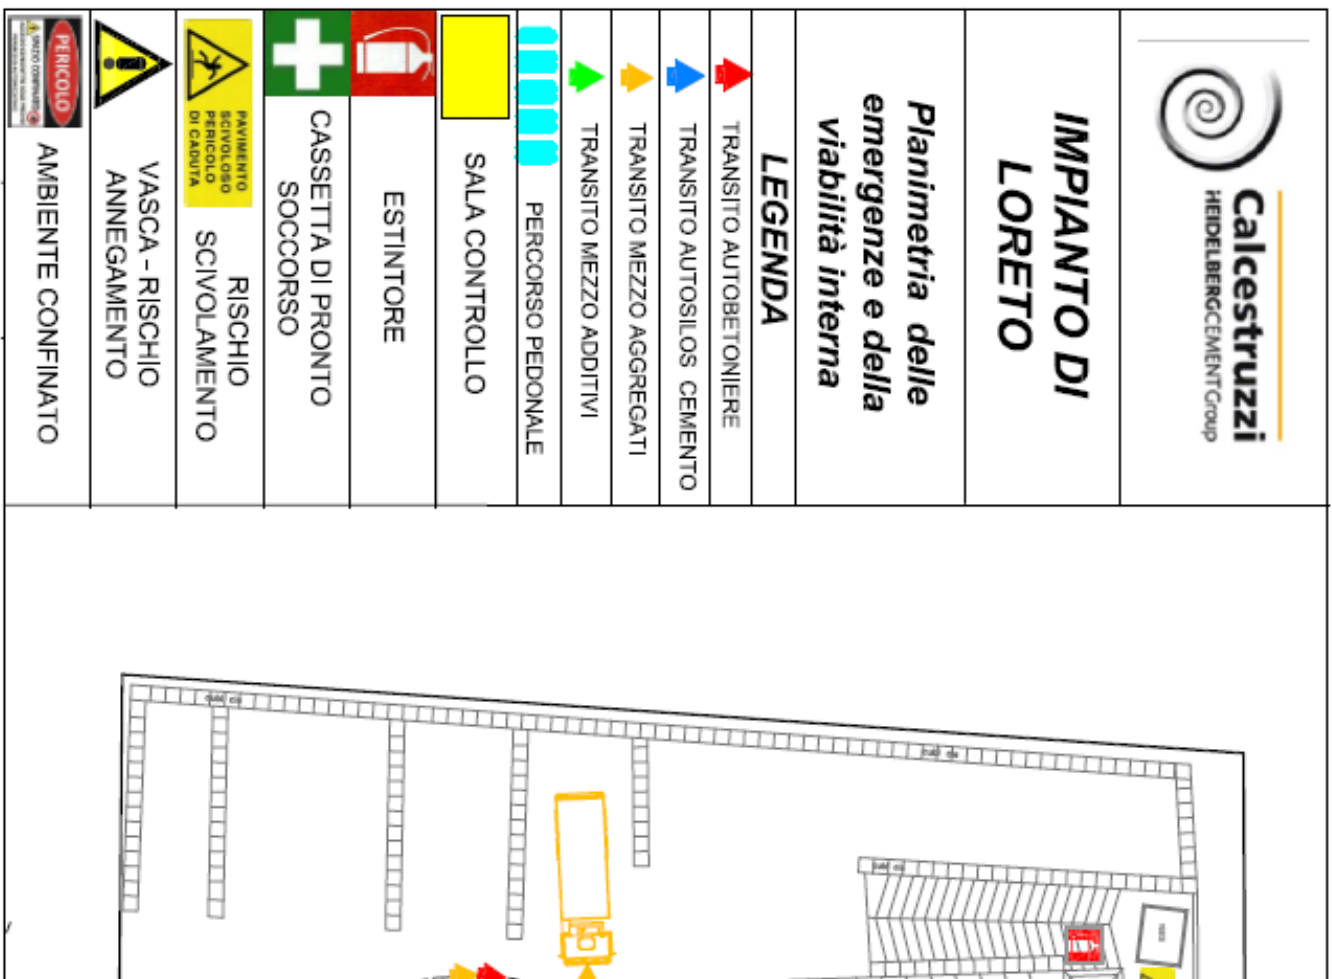 Calcestruzzi
HEIDELBERGCEMENT Group
IMPIANTO DI
LORETO
Planimetria delle
emergenze e della
viabilità interna
LEGENDA
TRANSITO AUTOBETONIERE
TRANSITO AUTOSILOS CEMENTO
TRANSITO MEZZO AGGREGATI
TRANSITO MEZZO ADDITIVI
PERCORSO PEDONALE
SALA CONTROLLO
ESTINTORE
CASSETTA DI PRONTO
SOCCORSO
PAVIMENTO
SCIVOLOSO
PERICOLO
DI CADUTA
RISCHIO
SCIVOLAMENTO
VASCA - RISCHIO
ANNEGAMENTO
PERICOLO
SPAZIO CONFINATO
AMBIENTE CONFINATO